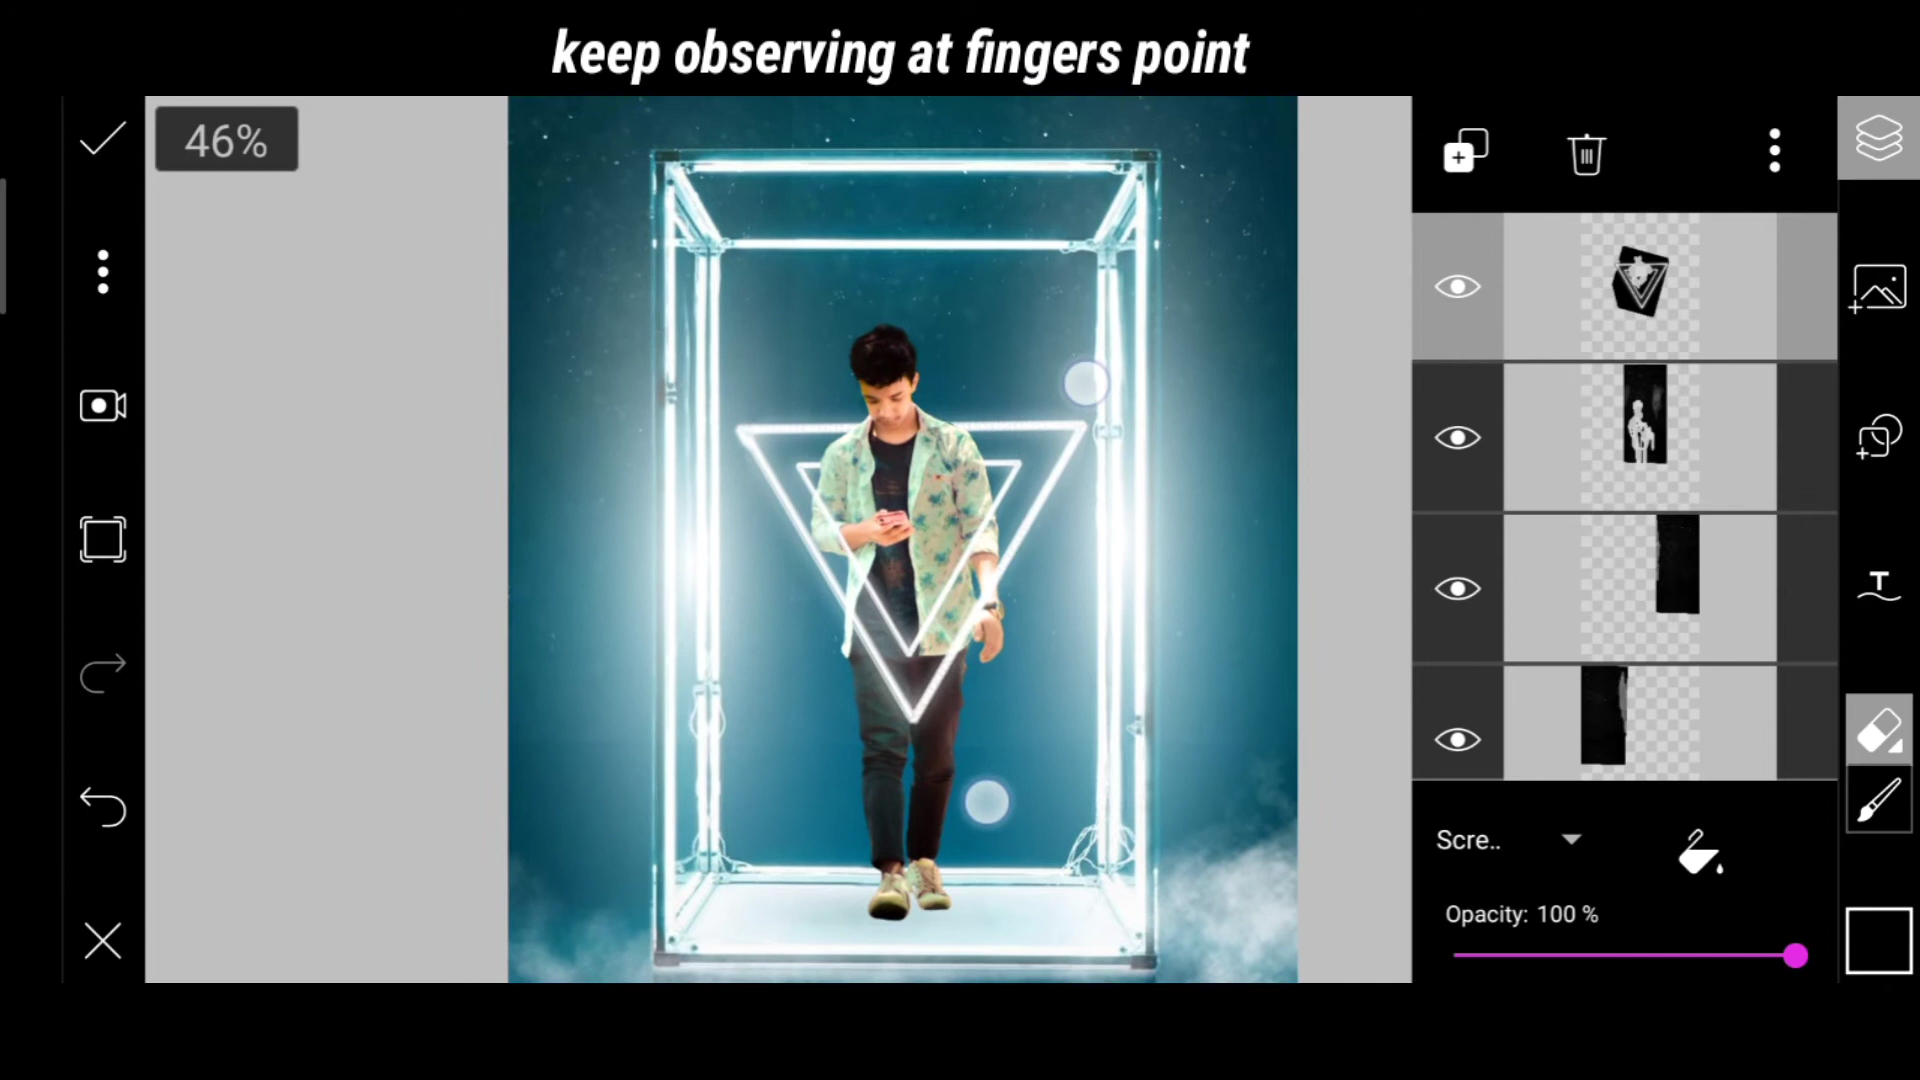 keep observing at fingers point
46%
Scre..
Opacity: 100 %